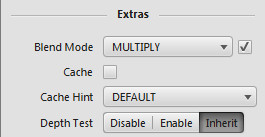 Extras
Blend Mode MULTIPLY
Cache
Cache Hint DEFAULT
Depth Test Disable Enable Inherit